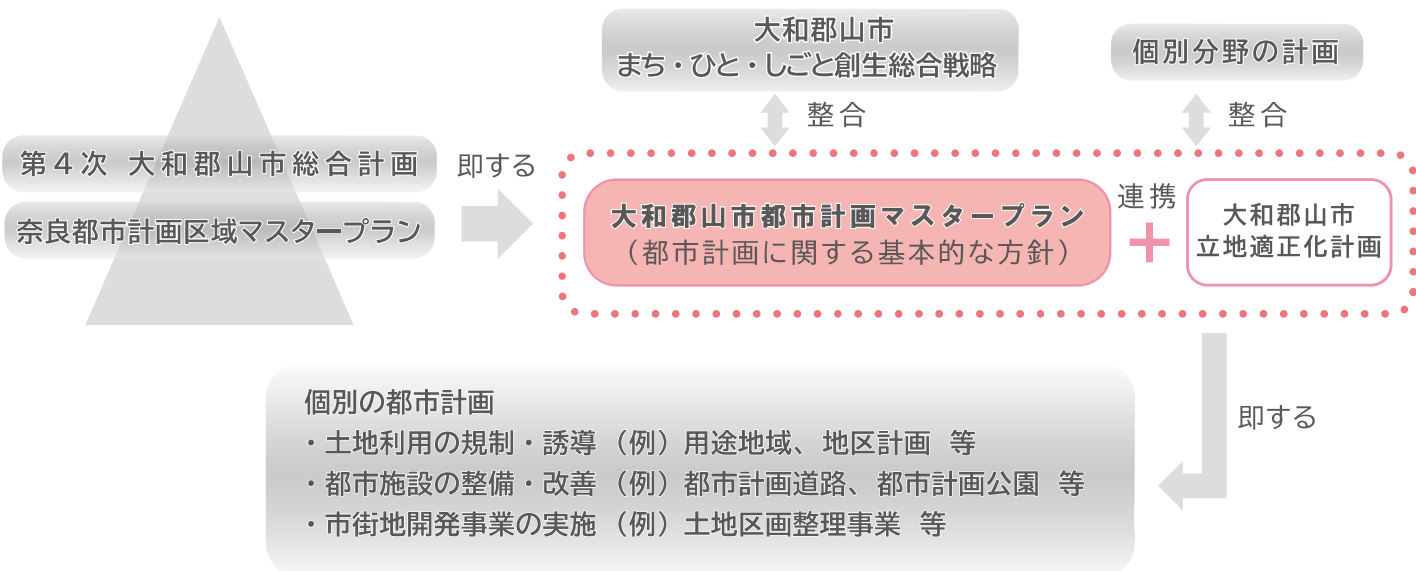 大和郡山市
まち・ひと・しごと創生総合戦略
個別分野の計画
整合
整合
第４次 大和郡山市総合計画
奈良都市計画区域マスタープラン
即する
大和郡山市都市計画マスタープラン
（都市計画に関する基本的な方針）
連携
＋
大和郡山市
立地適正化計画
即する
個別の都市計画
・土地利用の規制・誘導（例）用途地域、地区計画 等
・都市施設の整備・改善（例）都市計画道路、都市計画公園 等
・市街地開発事業の実施（例）土地区画整理事業 等